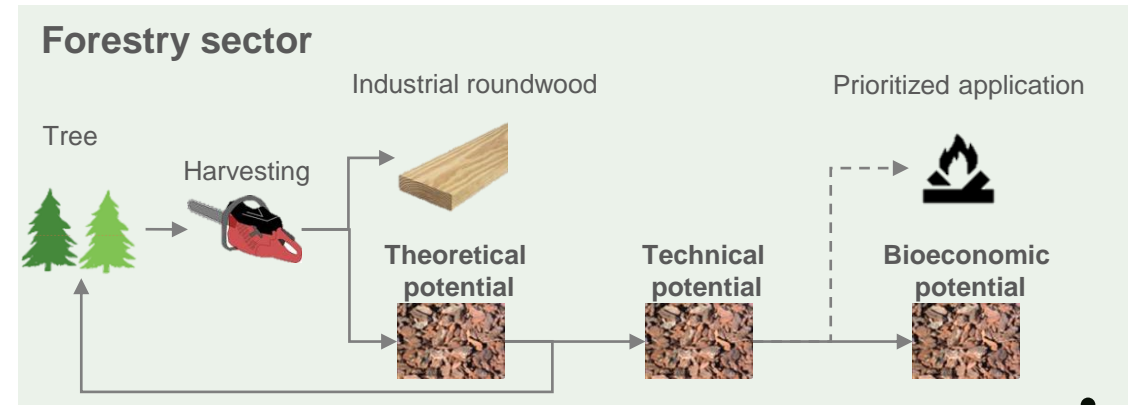 Forestry sector
Industrial roundwood
Prioritized application
Tree
Harvesting
Theoretical
potential
Technical
potential
Bioeconomic
potential